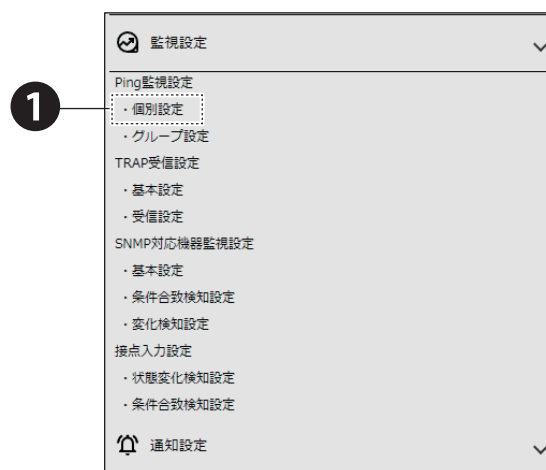 監視設定
Ping監視設定
1
・個別設定
・グループ設定
TRAP受信設定
・基本設定
・受信設定
SNMP対応機器監視設定
・基本設定
・条件合致検知設定
・変化検知設定
接点入力設定
・状態変化検知設定
・条件合致検知設定
通知設定